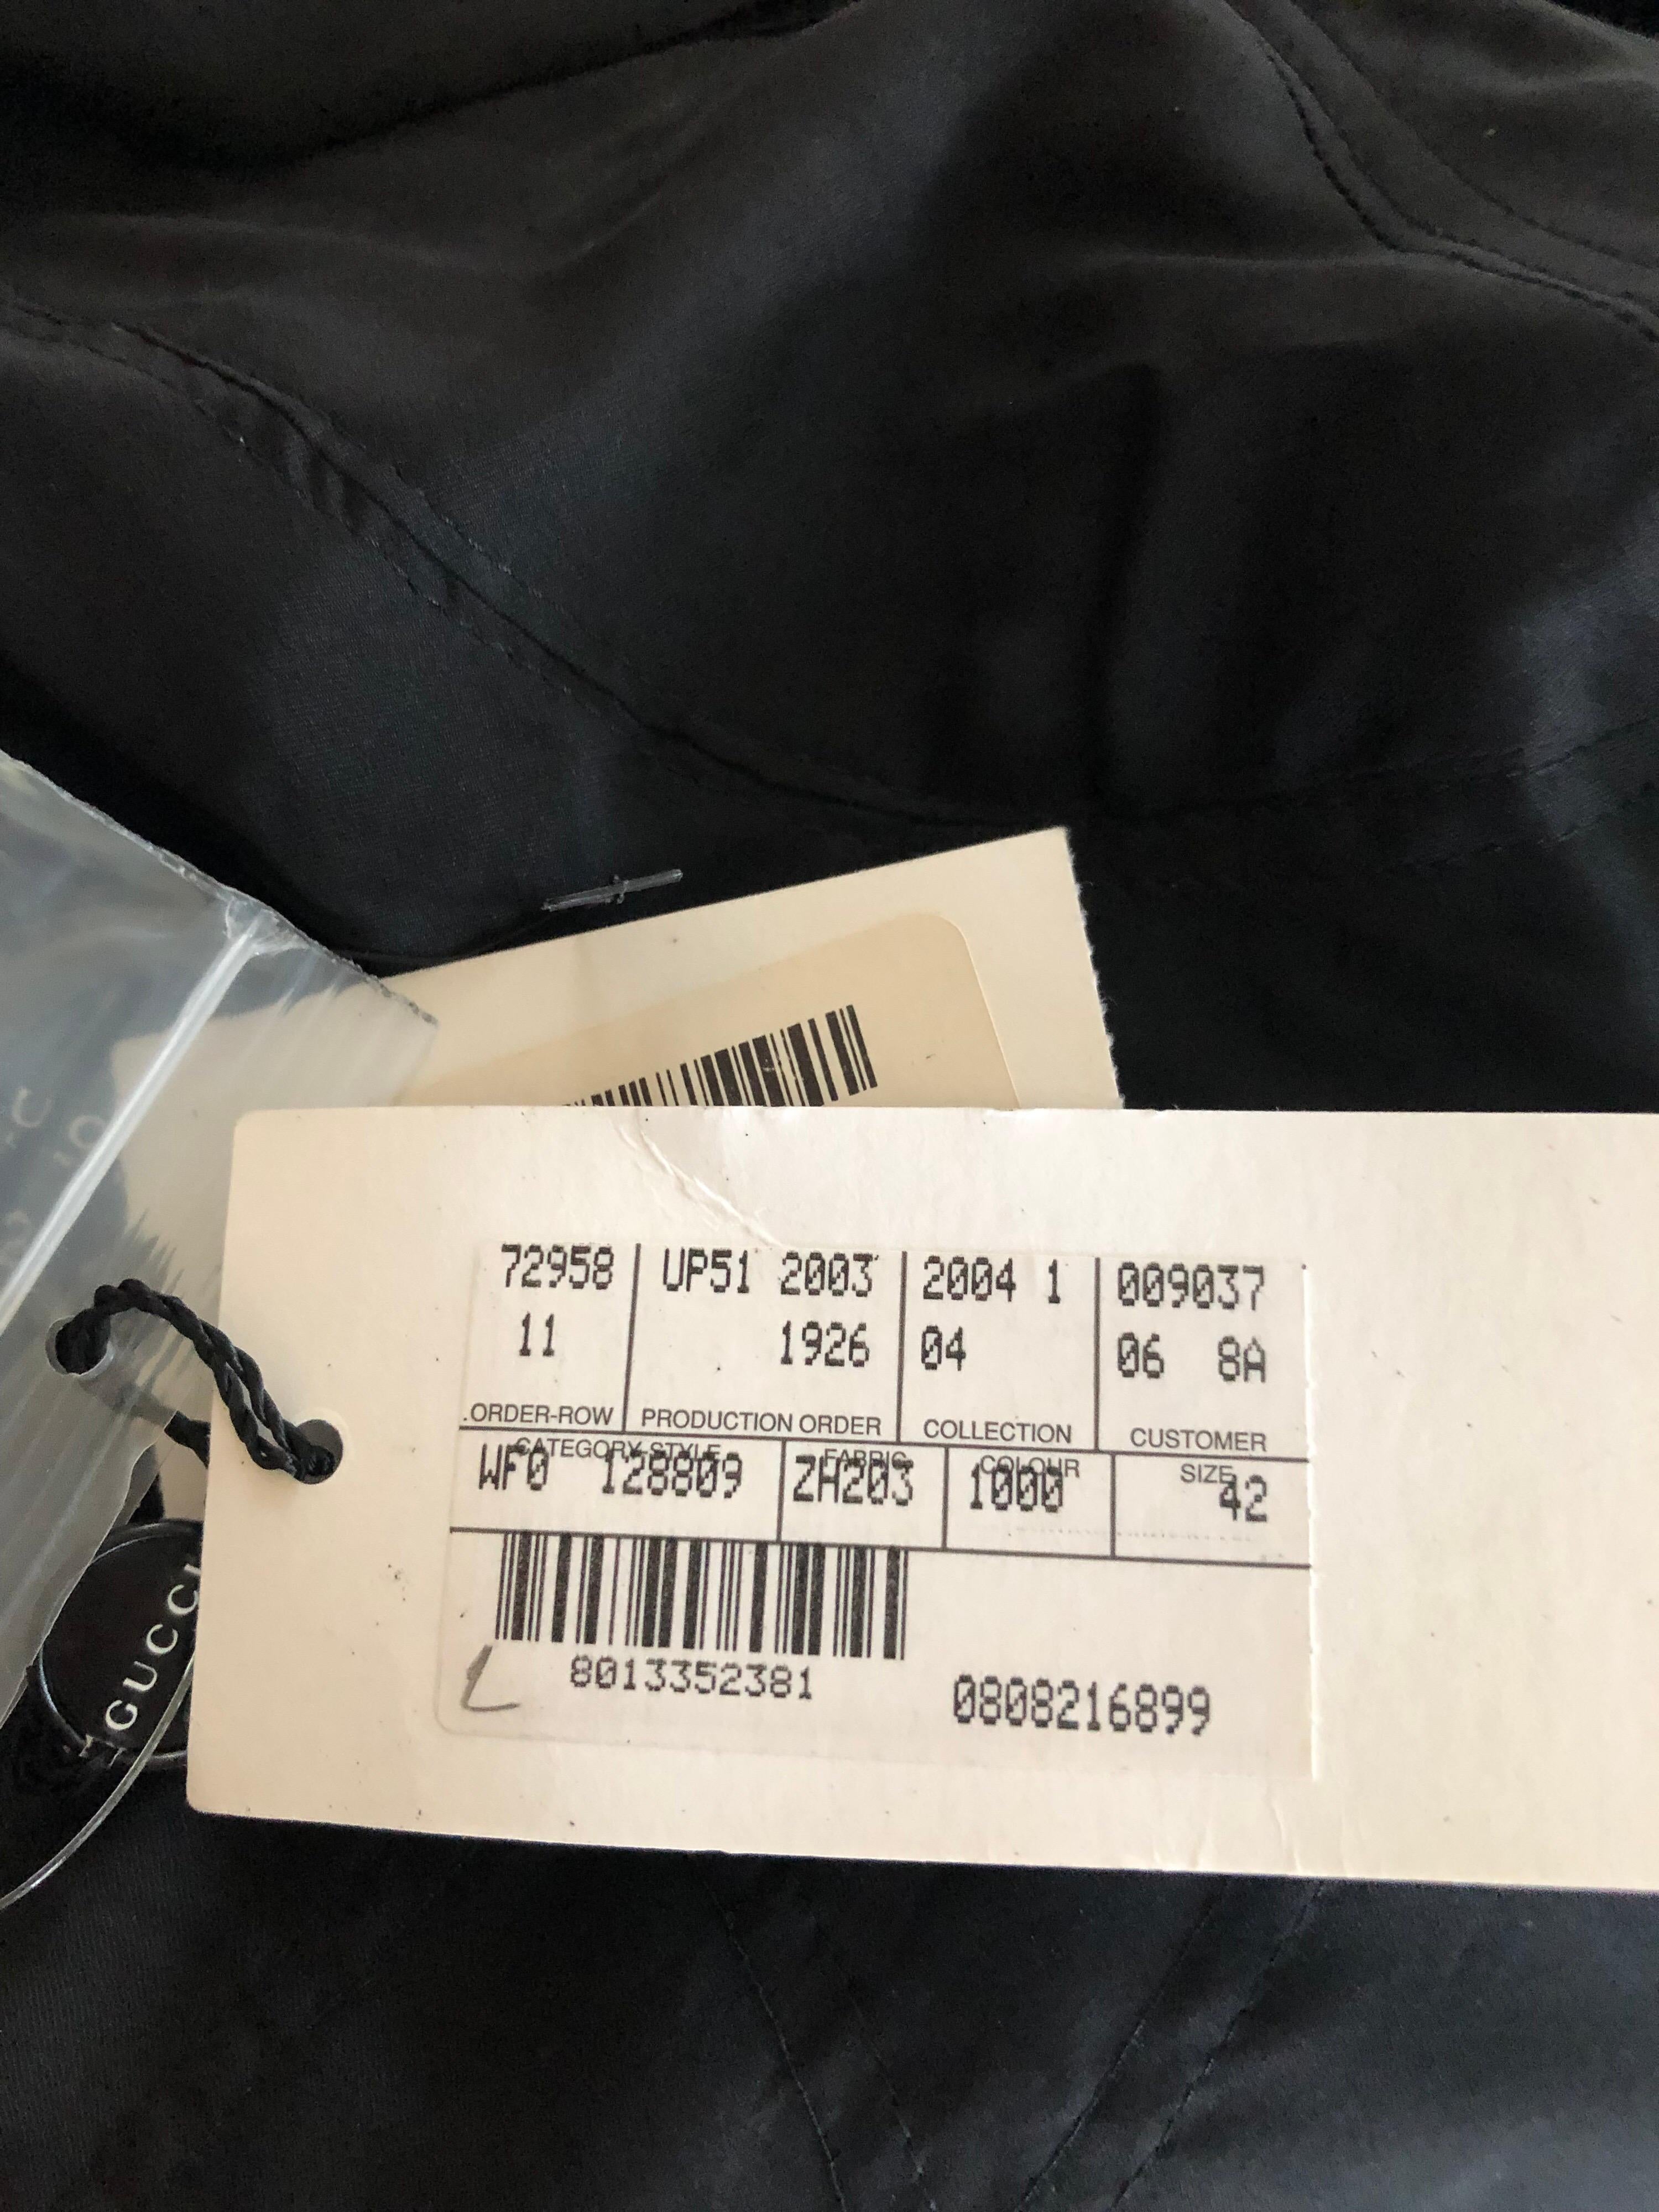 72958 UP51 2003 2004 1 009037
11 1926 04 06 8A
.ORDER-ROW PRODUCTION ORDER COLLECTION CUSTOMER
CATEGORY-STYLE FABRIC COLOUR SIZE
WF0 128809 ZH203 1000 42
8013352381
0808216899
GUCCI